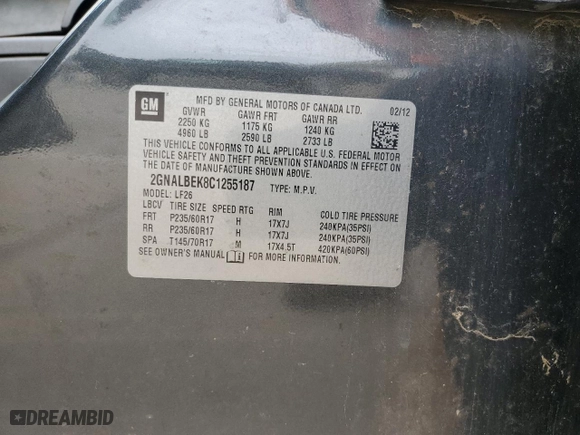 GM
MFD BY GENERAL MOTORS OF CANADA LTD. 02/12
GVWR GAWR FRT GAWR RR
2250 KG 1175 KG 1240 KG
4960 LB 2590 LB 2733 LB
THIS VEHICLE CONFORMS TO ALL APPLICABLE U.S. FEDERAL MOTOR
VEHICLE SAFETY AND THEFT PREVENTION STANDARDS IN EFFECT ON
THE DATE OF MANUFACTURE SHOWN ABOVE.
2GNALBEK8C1255187 TYPE: M.P.V.
MODEL: LF26
LBCV TIRE SIZE SPEED RTG RIM COLD TIRE PRESSURE
FRT P235/60R17 H 17X7J 240KPA(35PSI)
RR P235/60R17 H 17X7J 240KPA(35PSI)
SPA T145/70R17 M 17X4.5T 420KPA(60PSI)
SEE OWNER'S MANUAL i FOR MORE INFORMATION.
DREAMBID